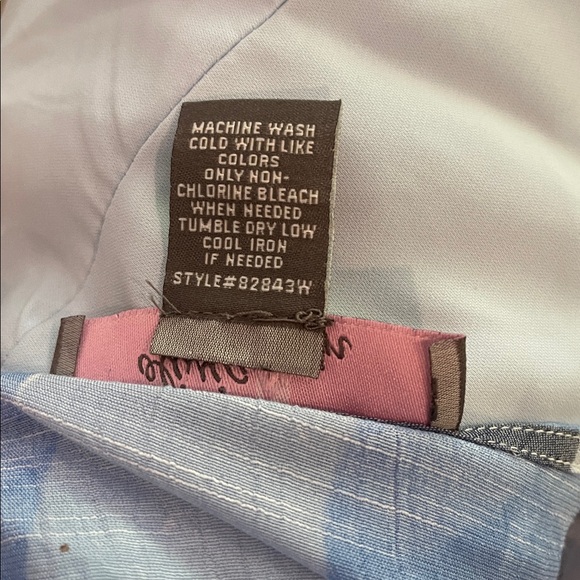 MACHINE WASH
COLD WITH LIKE
COLORS
ONLY NON-
CHLORINE BLEACH
WHEN NEEDED
TUMBLE DRY LOW
COOL IRON
IF NEEDED
STYLE#82843W